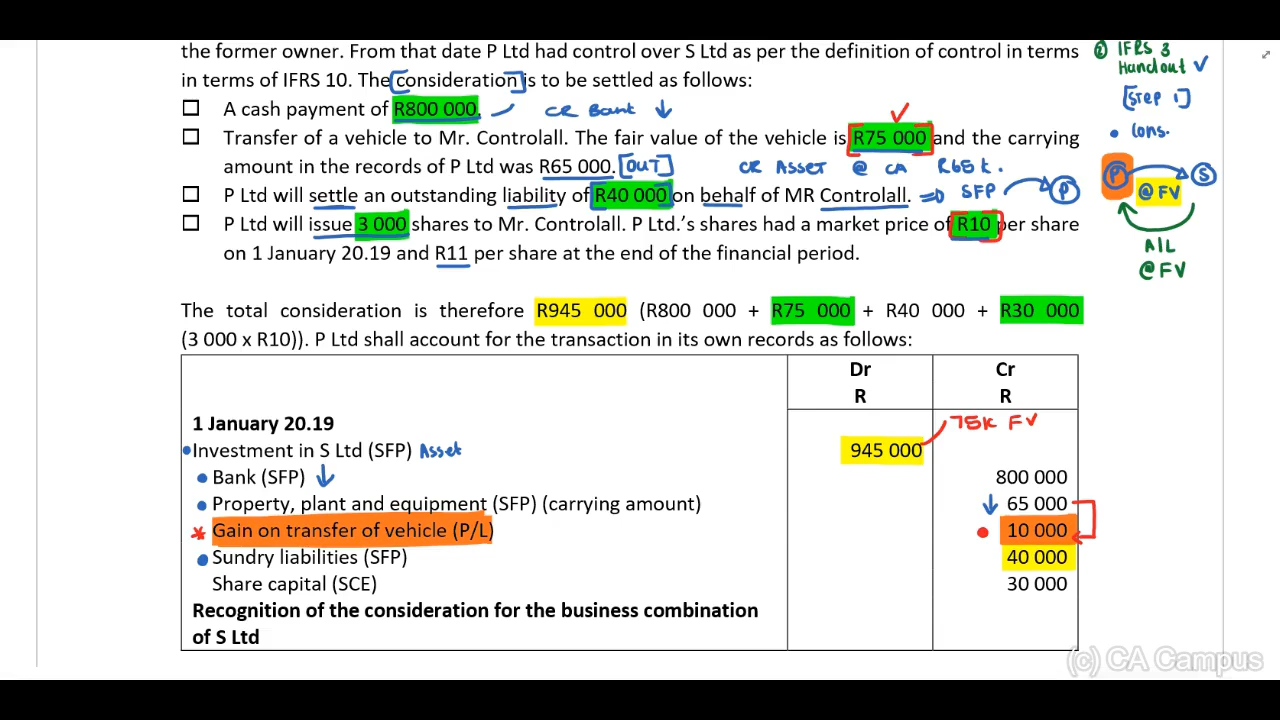 the former owner. From that date P Ltd had control over S Ltd as per the definition of control in terms
in terms of IFRS 10. The [consideration] is to be settled as follows:
☐ A cash payment of R800 000. CR Bank ↓
☐ Transfer of a vehicle to Mr. Controlall. The fair value of the vehicle is R75 000 and the carrying
amount in the records of P Ltd was R65 000. [OUT] CR ASSET @ CA R65k.
☐ P Ltd will settle an outstanding liability of R40 000 on behalf of MR Controlall. ⇒ SFP → P
☐ P Ltd will issue 3 000 shares to Mr. Controlall. P Ltd.'s shares had a market price of R10 per share
on 1 January 20.19 and R11 per share at the end of the financial period.
② IFRS 3
Handout ✓
[Step 1]
• Cons.
P → S
@ FV
A|L
@ FV
The total consideration is therefore R945 000 (R800 000 + R75 000 + R40 000 + R30 000
(3 000 x R10)). P Ltd shall account for the transaction in its own records as follows:
Dr Cr
R R
1 January 20.19 75K FV
• Investment in S Ltd (SFP) Asset 945 000
• Bank (SFP) ↓ 800 000
• Property, plant and equipment (SFP) (carrying amount) ↓ 65 000
* Gain on transfer of vehicle (P/L) • 10 000
• Sundry liabilities (SFP) 40 000
Share capital (SCE) 30 000
Recognition of the consideration for the business combination
of S Ltd
(c) CA Campus